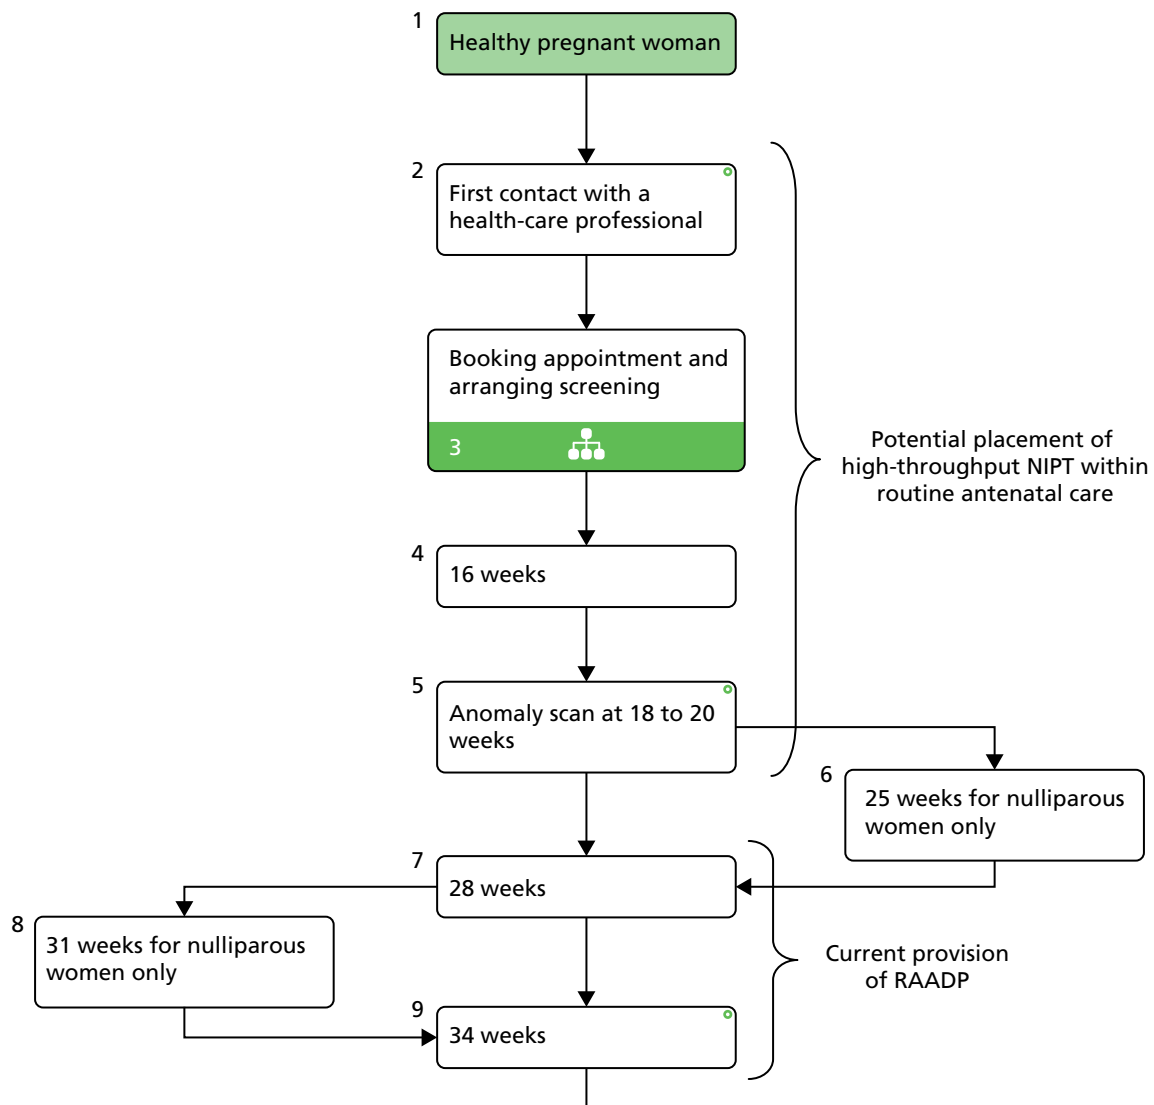 1
Healthy pregnant woman
2
First contact with a
health-care professional
Booking appointment and
arranging screening
3
Potential placement of
high-throughput NIPT within
routine antenatal care
4
16 weeks
5
Anomaly scan at 18 to 20
weeks
6
25 weeks for nulliparous
women only
7
28 weeks
8
31 weeks for nulliparous
women only
Current provision
of RAADP
9
34 weeks